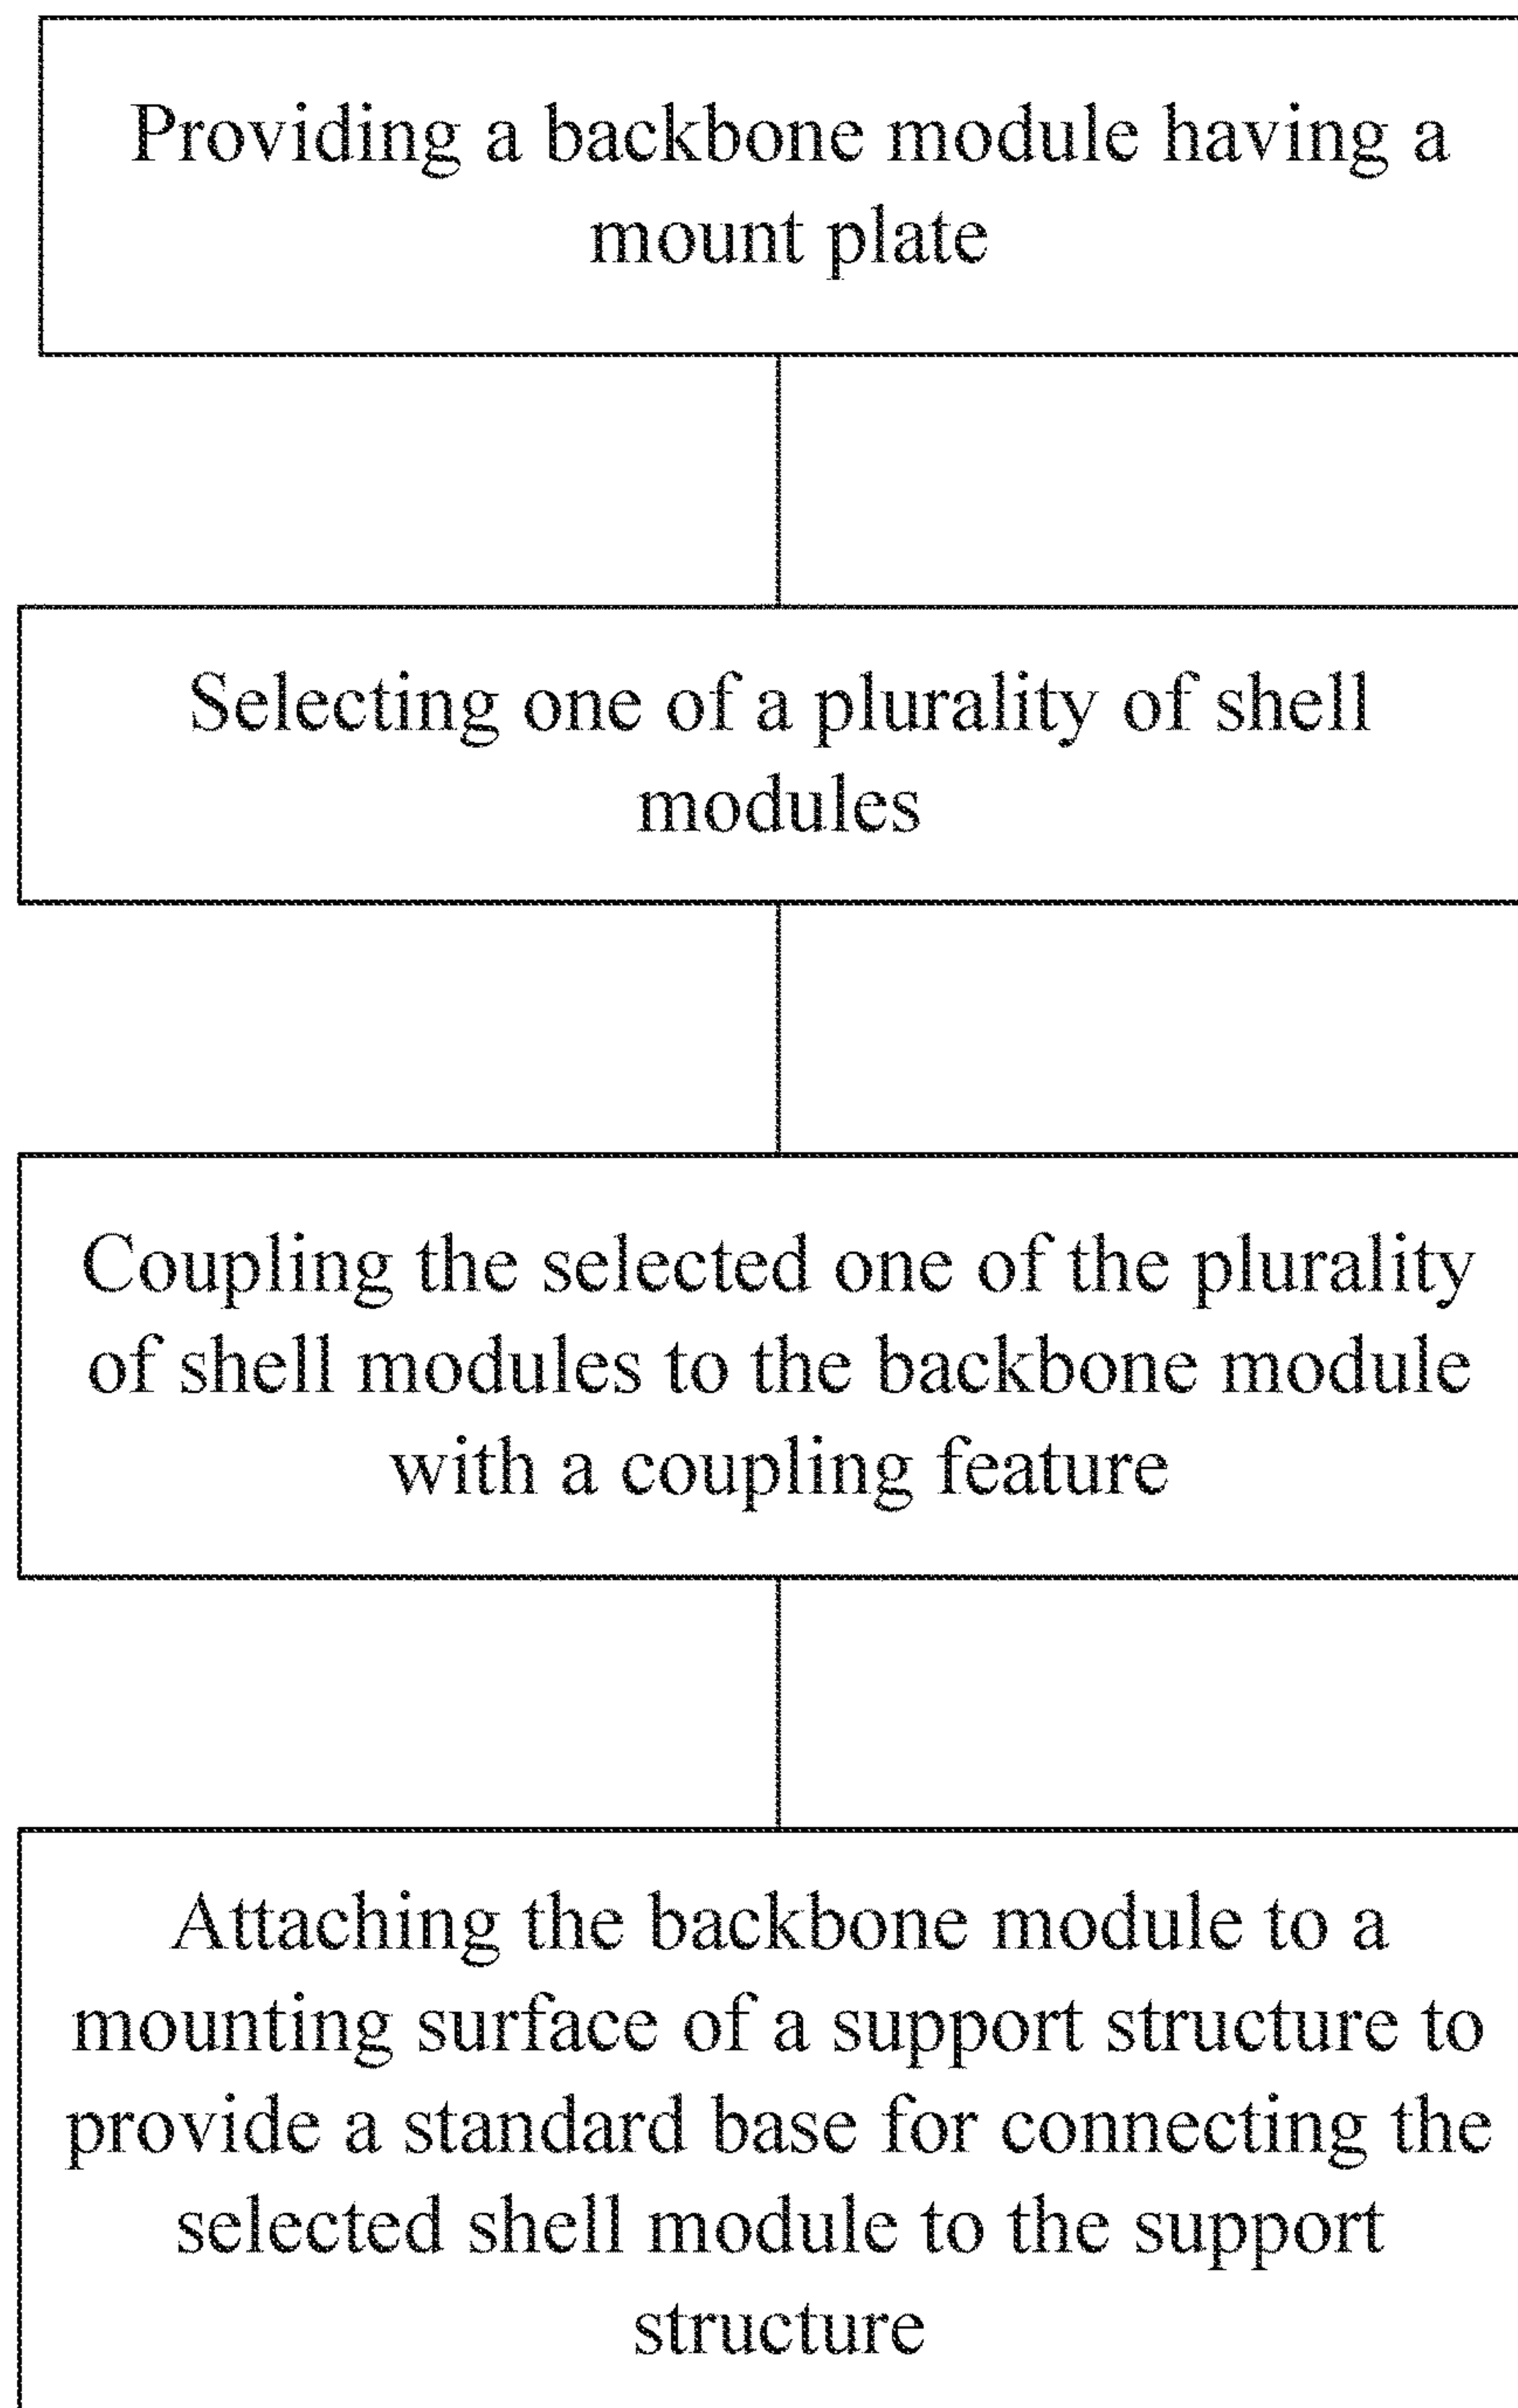 Providing a backbone module having a
mount plate
Selecting one of a plurality of shell
modules
Coupling the selected one of the plurality
of shell modules to the backbone module
with a coupling feature
Attaching the backbone module to a
mounting surface of a support structure to
provide a standard base for connecting the
selected shell module to the support
structure